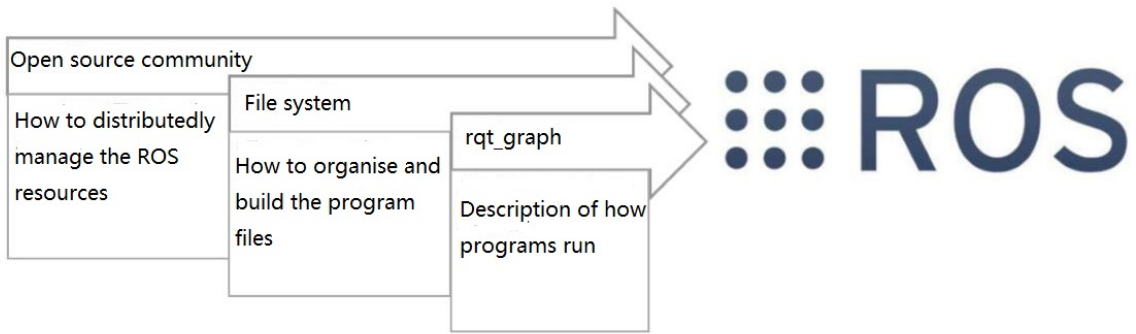 Open source community
How to distributedly
manage the ROS
resources
File system
How to organise and
build the program
files
rqt_graph
Description of how
programs run
ROS